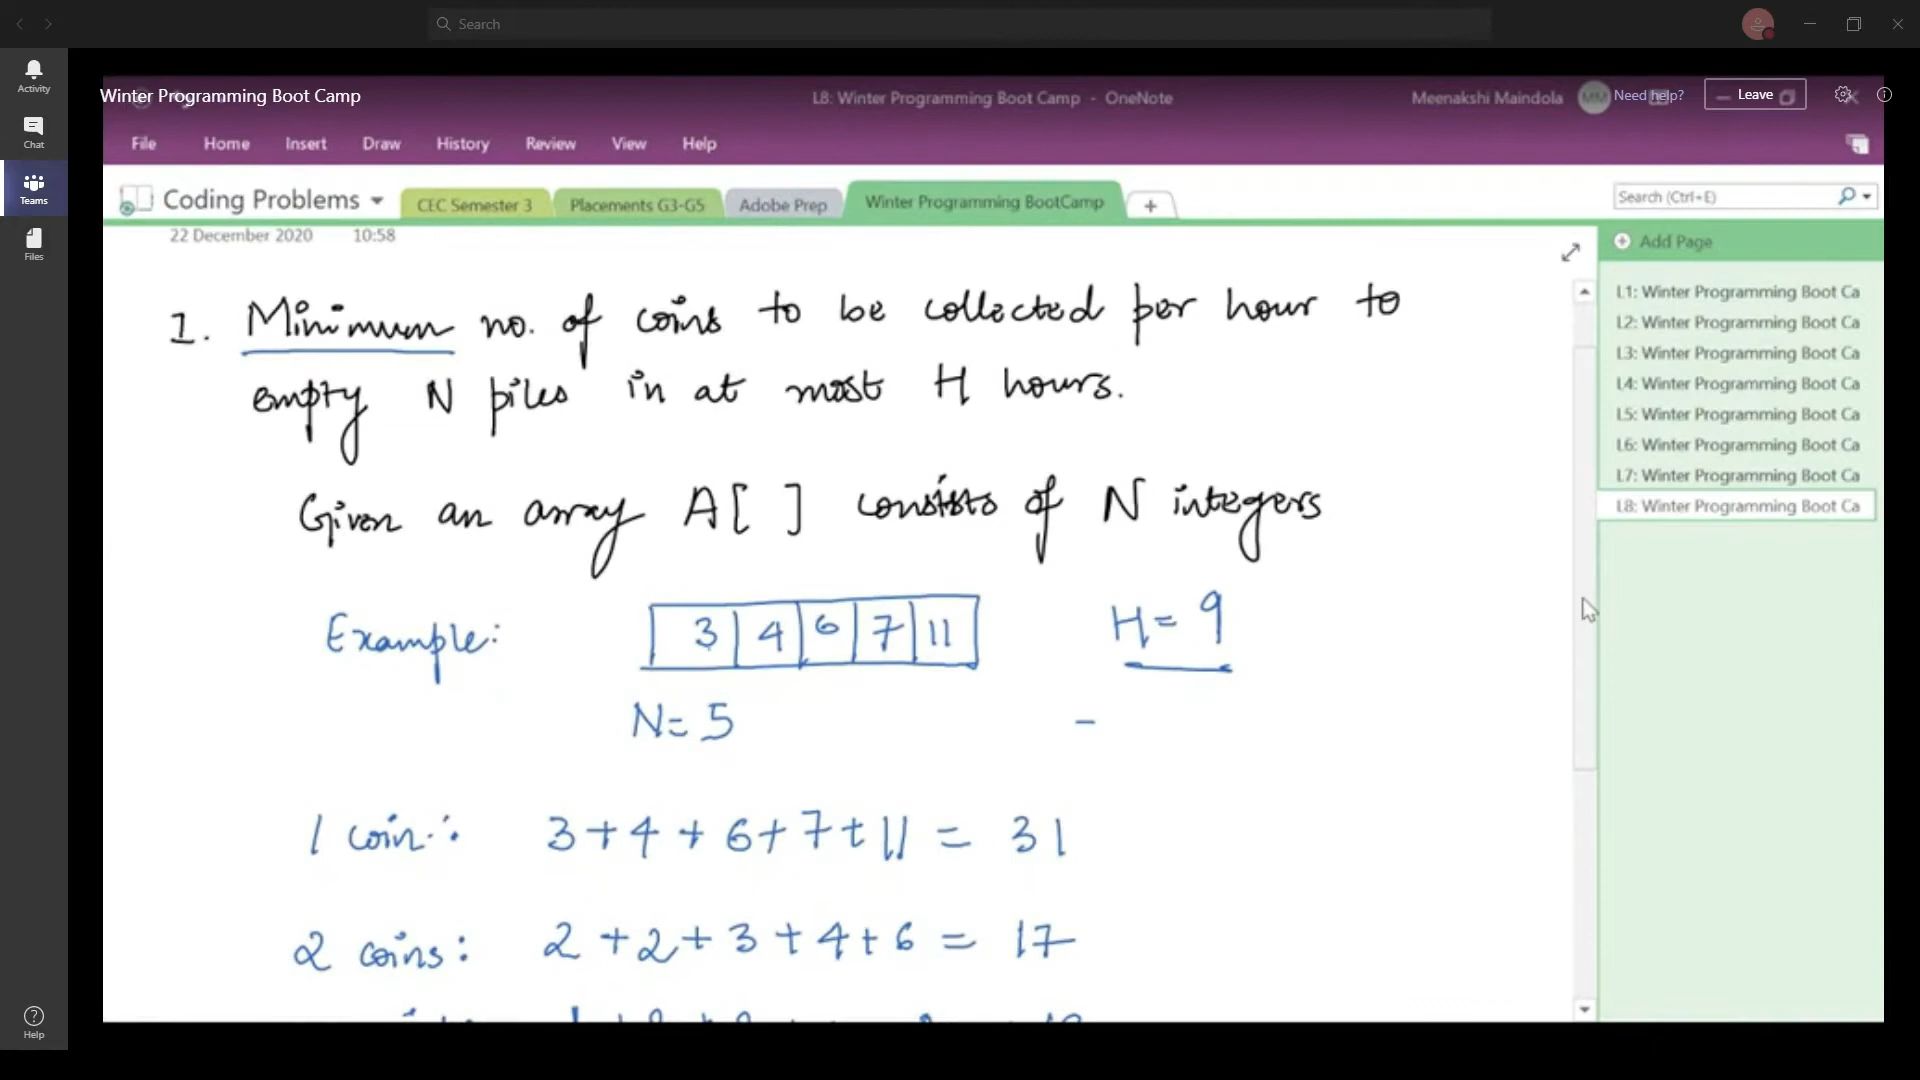 Search
Activity
Chat
Teams
Files
Help
Winter Programming Boot Camp
L8: Winter Programming Boot Camp - OneNote
Meenakshi Maindola
MM
Need help?
Leave
File Home Insert Draw History Review View Help
Coding Problems
CEC Semester 3
Placements G3-G5
Adobe Prep
Winter Programming BootCamp
+
Search (Ctrl+E)
22 December 2020 10:58
Add Page
L1: Winter Programming Boot Ca
L2: Winter Programming Boot Ca
L3: Winter Programming Boot Ca
L4: Winter Programming Boot Ca
L5: Winter Programming Boot Ca
L6: Winter Programming Boot Ca
L7: Winter Programming Boot Ca
L8: Winter Programming Boot Ca
1. Minimum no. of coins to be collected per hour to
empty N piles in at most H hours.
Given an array A[ ] consists of N integers
Example: 3 4 6 7 11 H = 9
N = 5 -
1 coin: 3+4+6+7+11 = 31
2 coins: 2+2+3+4+6 = 17